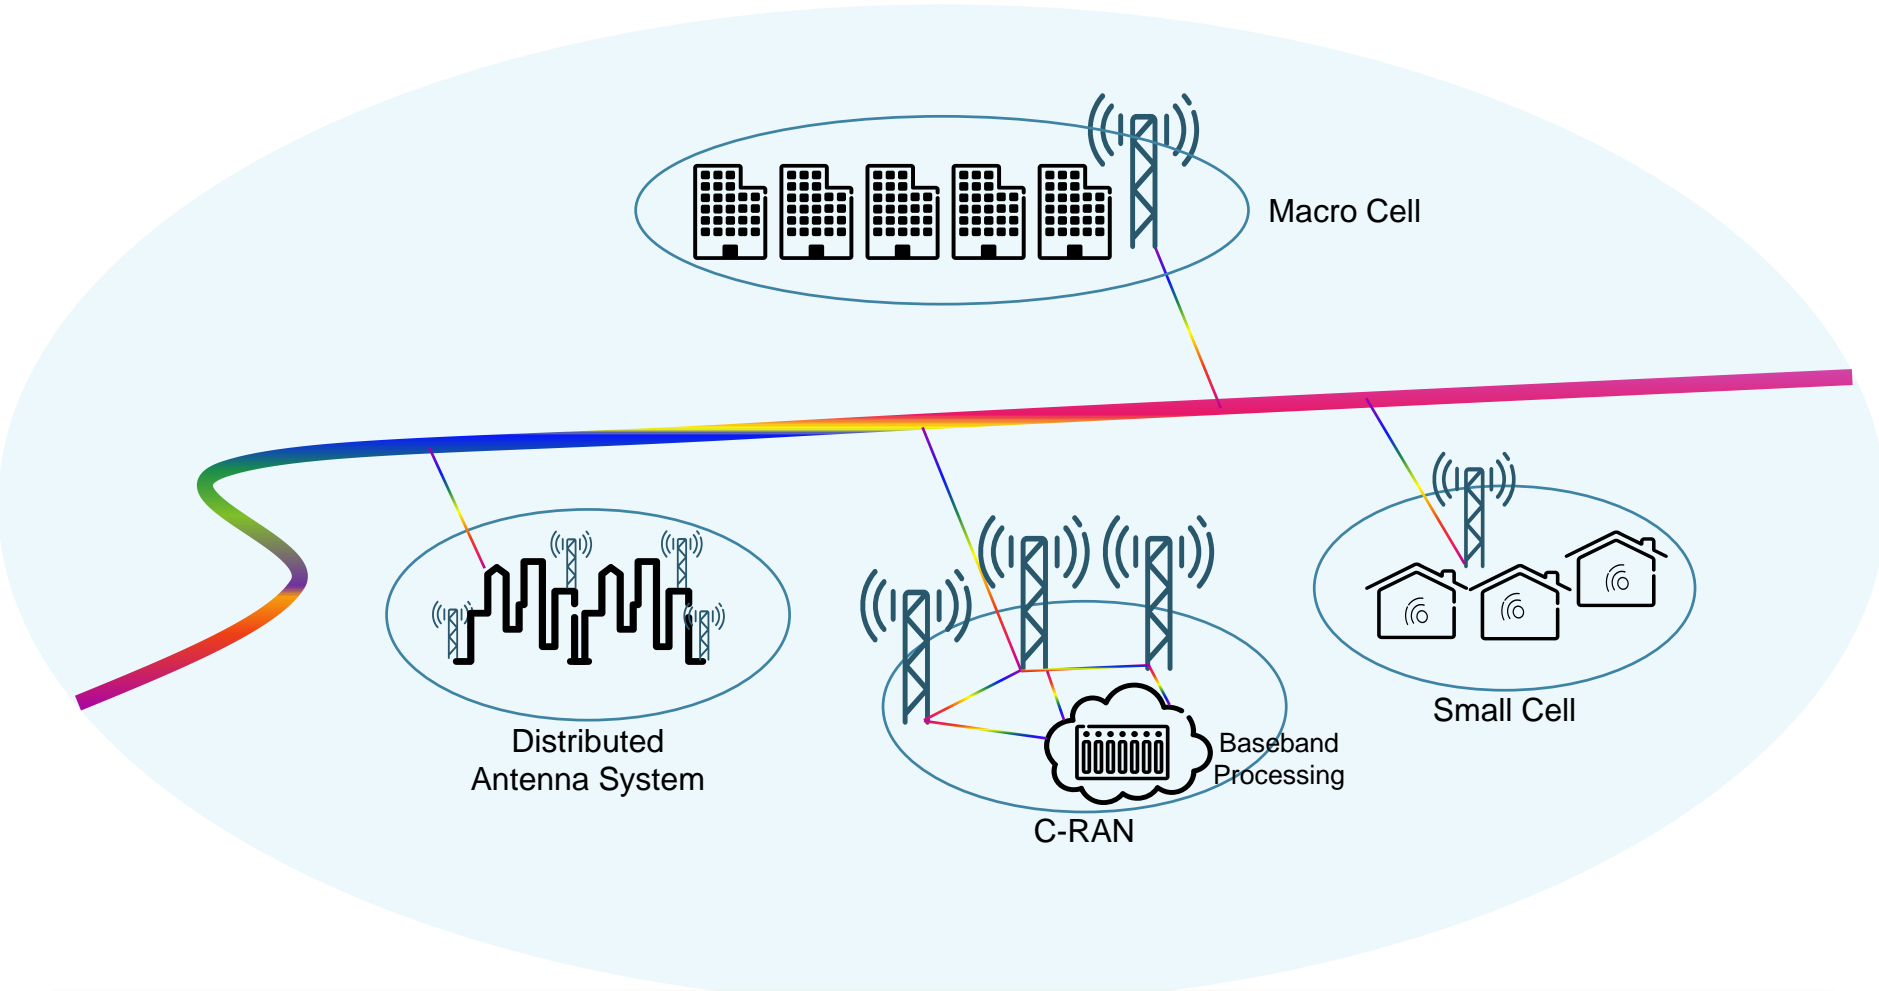 Macro Cell
Distributed
Antenna System
Baseband
Processing
C-RAN
Small Cell